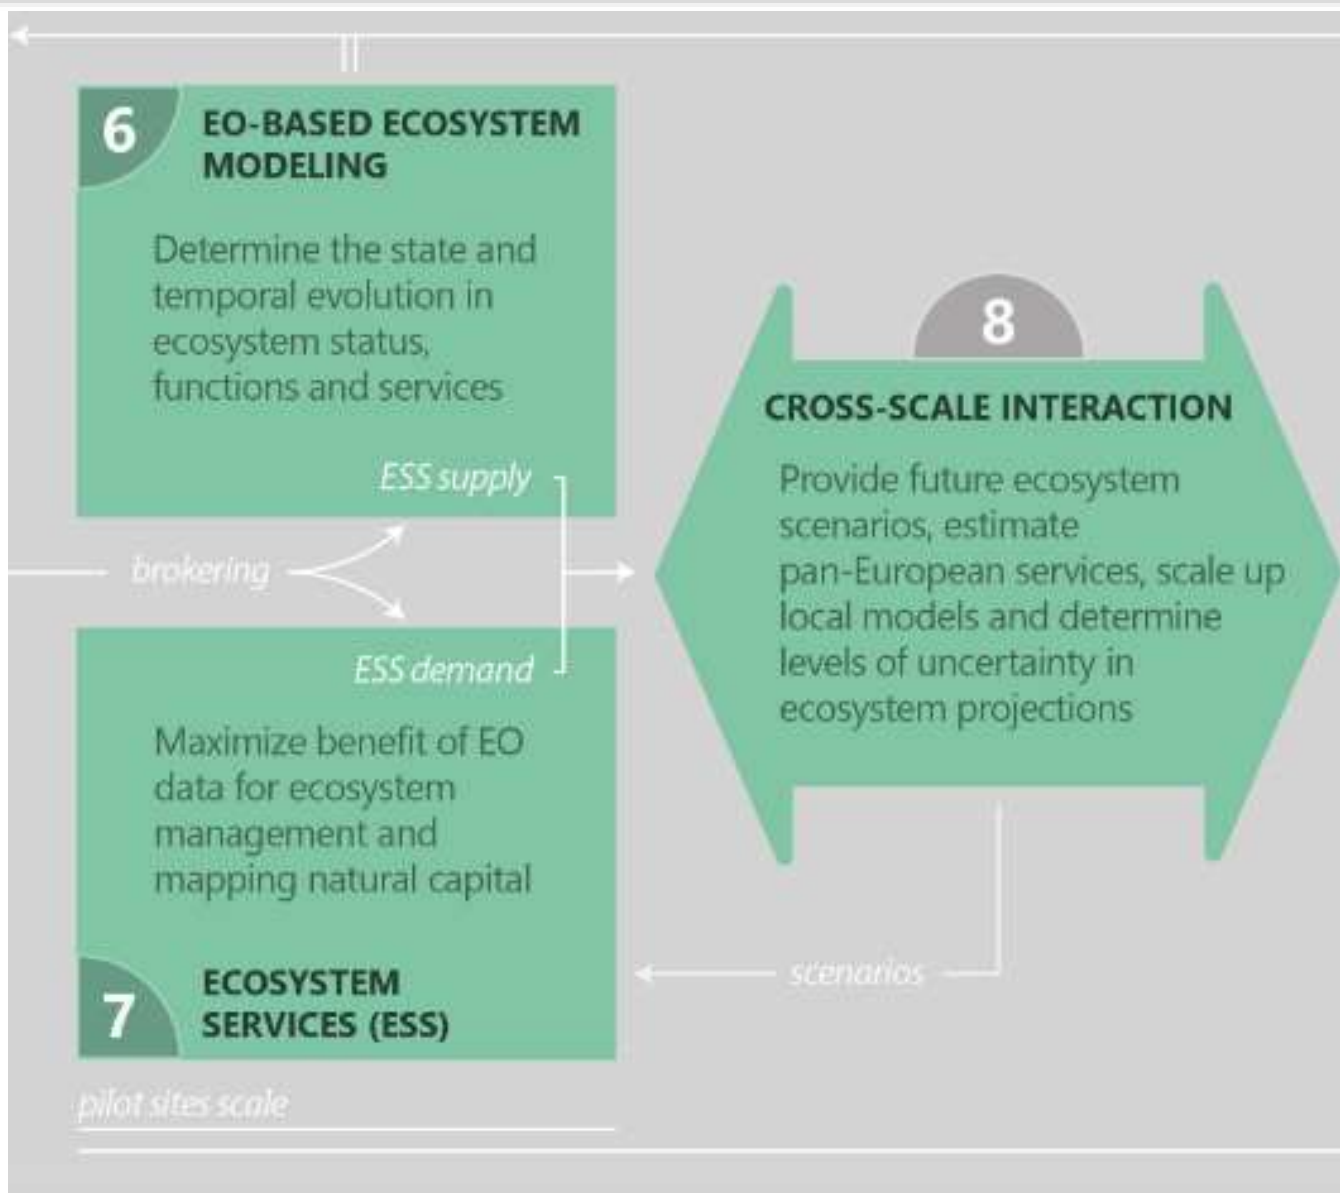 6
EO-BASED ECOSYSTEM
MODELING
Determine the state and
temporal evolution in
ecosystem status,
functions and services
ESS supply
brokering
ESS demand
Maximize benefit of EO
data for ecosystem
management and
mapping natural capital
7
ECOSYSTEM
SERVICES (ESS)
pilot sites scale
8
CROSS-SCALE INTERACTION
Provide future ecosystem
scenarios, estimate
pan-European services, scale up
local models and determine
levels of uncertainty in
ecosystem projections
scenarios